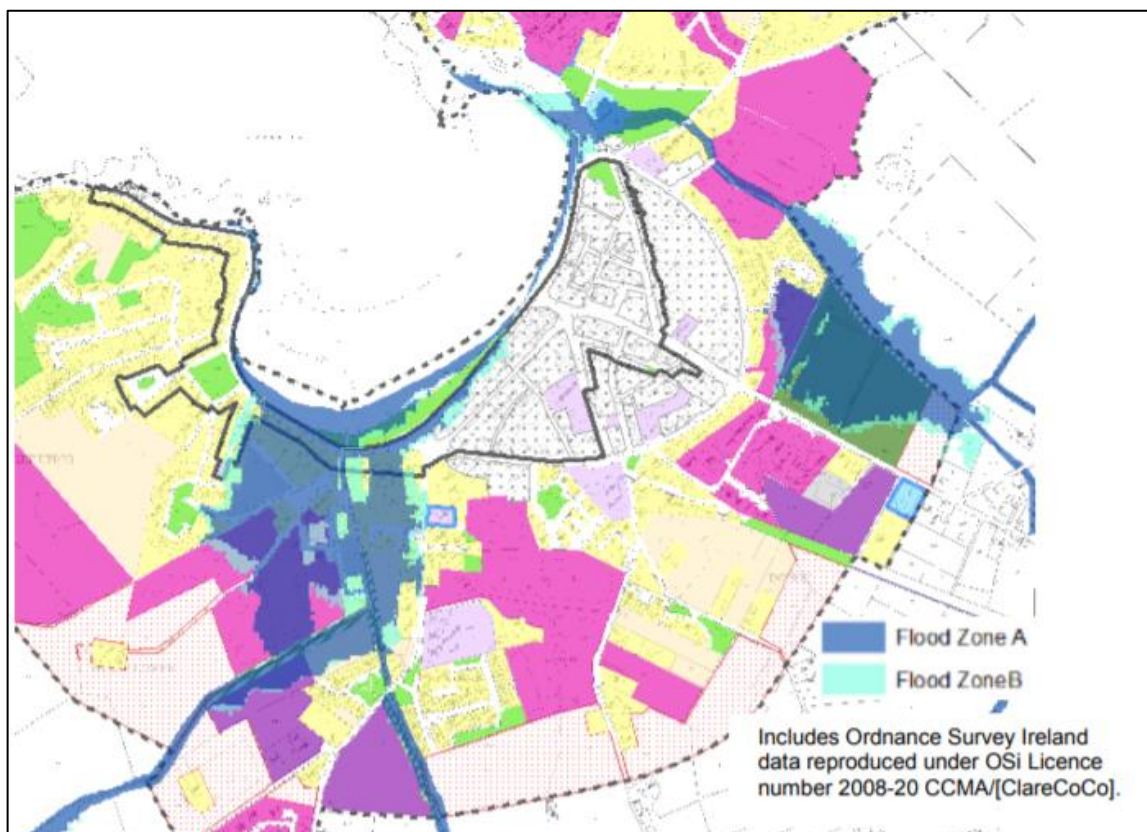 Flood Zone A
Flood ZoneB
Includes Ordnance Survey Ireland
data reproduced under OSi Licence
number 2008-20 CCMA/[ClareCoCo].